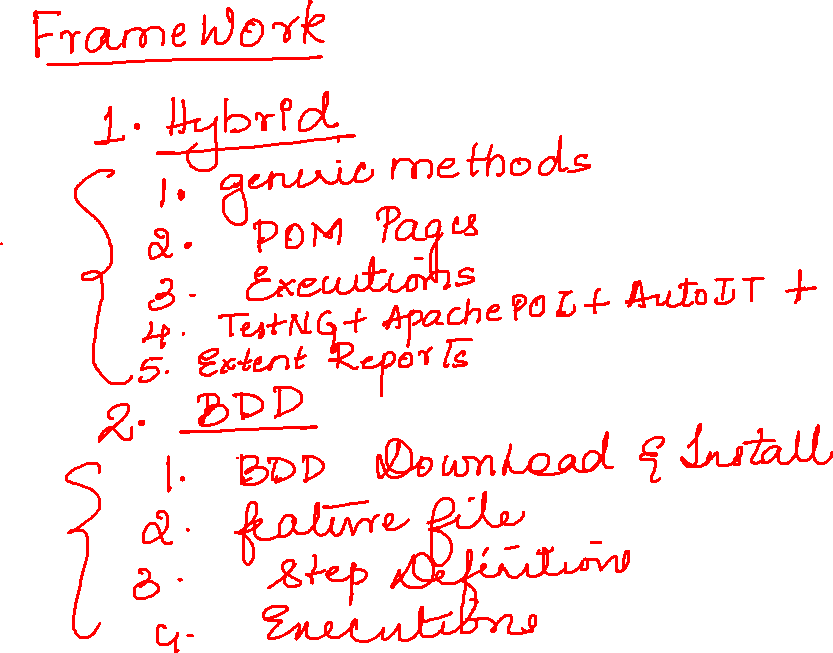 FrameWork
1. Hybrid
1. generic methods
2. POM Pages
3. Executions
4. TestNG + Apache POI + AutoIT +
5. Extent Reports
2. BDD
1. BDD Download & Install
2. feature file
3. Step Definition
4. Executions